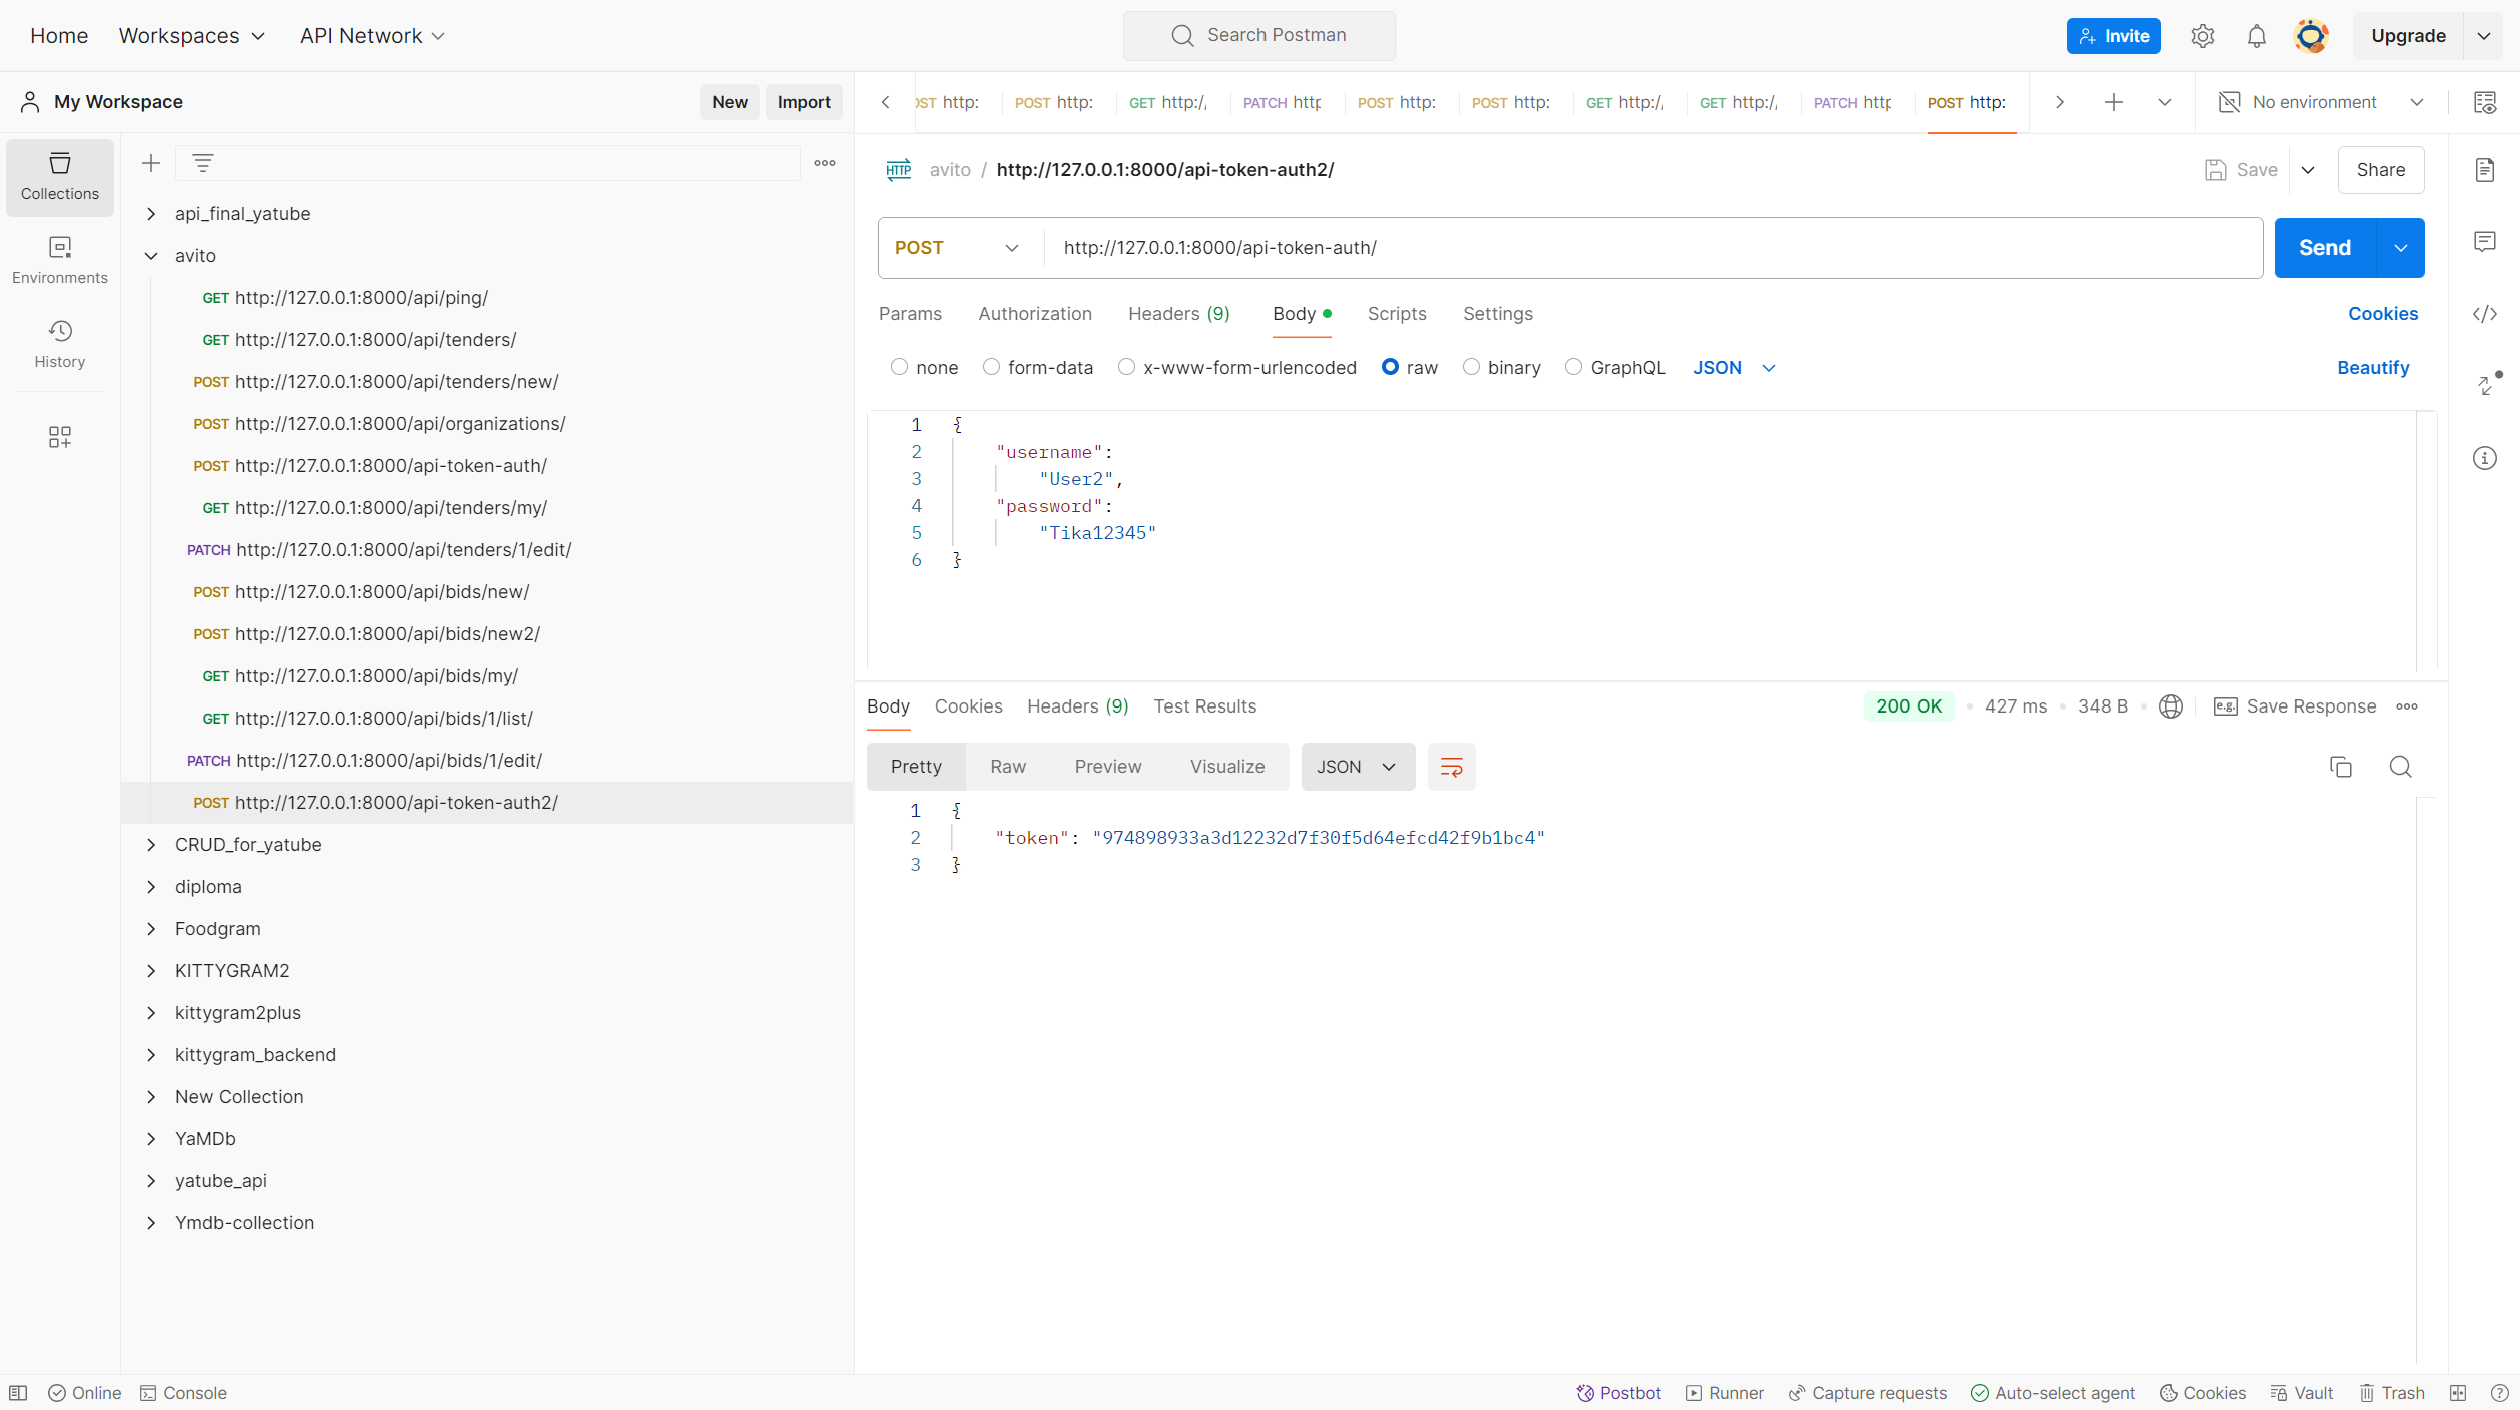 Home Workspaces API Network Search Postman Invite Upgrade
My Workspace New Import
OST http: POST http: GET http:/, PATCH http POST http: POST http: GET http:/, GET http:/, PATCH http POST http: No environment
Collections
Environments
History
api_final_yatube
avito
GET http://127.0.0.1:8000/api/ping/
GET http://127.0.0.1:8000/api/tenders/
POST http://127.0.0.1:8000/api/tenders/new/
POST http://127.0.0.1:8000/api/organizations/
POST http://127.0.0.1:8000/api-token-auth/
GET http://127.0.0.1:8000/api/tenders/my/
PATCH http://127.0.0.1:8000/api/tenders/1/edit/
POST http://127.0.0.1:8000/api/bids/new/
POST http://127.0.0.1:8000/api/bids/new2/
GET http://127.0.0.1:8000/api/bids/my/
GET http://127.0.0.1:8000/api/bids/1/list/
PATCH http://127.0.0.1:8000/api/bids/1/edit/
POST http://127.0.0.1:8000/api-token-auth2/
CRUD_for_yatube
diploma
Foodgram
KITTYGRAM2
kittygram2plus
kittygram_backend
New Collection
YaMDb
yatube_api
Ymdb-collection
HTTP avito / http://127.0.0.1:8000/api-token-auth2/ Save Share
POST http://127.0.0.1:8000/api-token-auth/ Send
Params Authorization Headers (9) Body Scripts Settings Cookies
none form-data x-www-form-urlencoded raw binary GraphQL JSON Beautify
1 {
2 "username":
3 "User2",
4 "password":
5 "Tika12345"
6 }
Body Cookies Headers (9) Test Results 200 OK 427 ms 348 B e.g. Save Response
Pretty Raw Preview Visualize JSON
1 {
2 "token": "974898933a3d12232d7f30f5d64efcd42f9b1bc4"
3 }
Online Console Postbot Runner Capture requests Auto-select agent Cookies Vault Trash